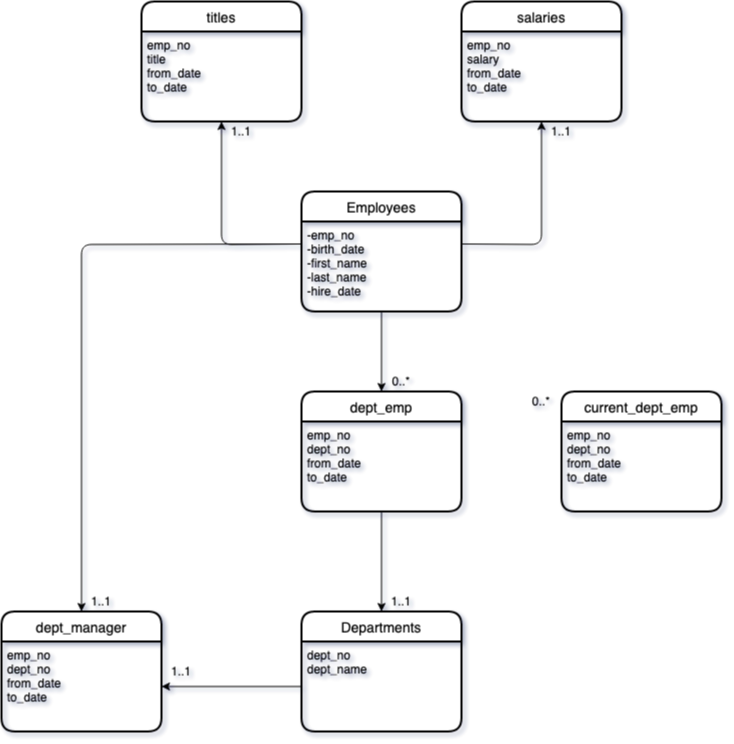 titles
emp_no
title
from_date
to_date
1..1
salaries
emp_no
salary
from_date
to_date
1..1
Employees
-emp_no
-birth_date
-first_name
-last_name
-hire_date
0..*
dept_emp
emp_no
dept_no
from_date
to_date
0..*
current_dept_emp
emp_no
dept_no
from_date
to_date
1..1
dept_manager
emp_no
dept_no
from_date
to_date
1..1
1..1
Departments
dept_no
dept_name